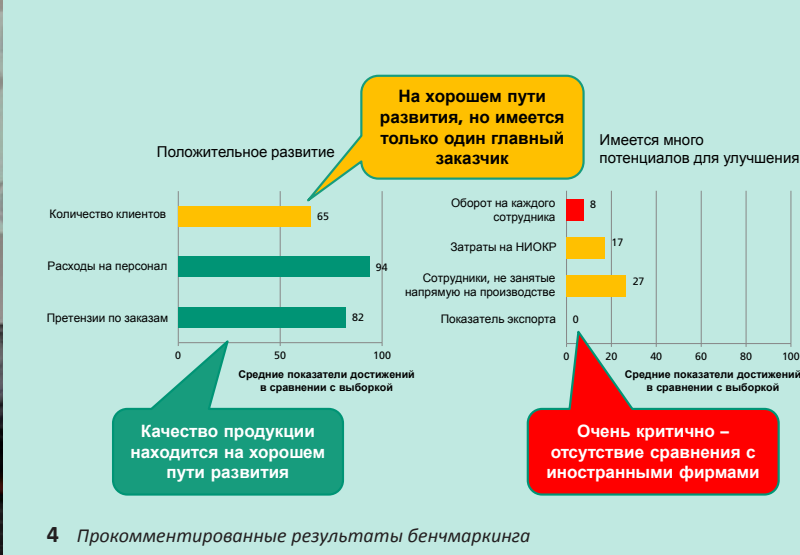 На хорошем пути
развития, но имеется
только один главный
заказчик
Положительное развитие
Количество клиентов
65
Расходы на персонал
94
Претензии по заказам
82
0 50 100
Средние показатели достижений
в сравнении с выборкой
Качество продукции
находится на хорошем
пути развития
Имеется много
потенциалов для улучшения
Оборот на каждого
сотрудника
8
Затраты на НИОКР
17
Сотрудники, не занятые
напрямую на производстве
27
Показатель экспорта
0
0 20 40 60 80 100
Средние показатели достижений
в сравнении с выборкой
Очень критично –
отсутствие сравнения с
иностранными фирмами
4 Прокомментированные результаты бенчмаркинга